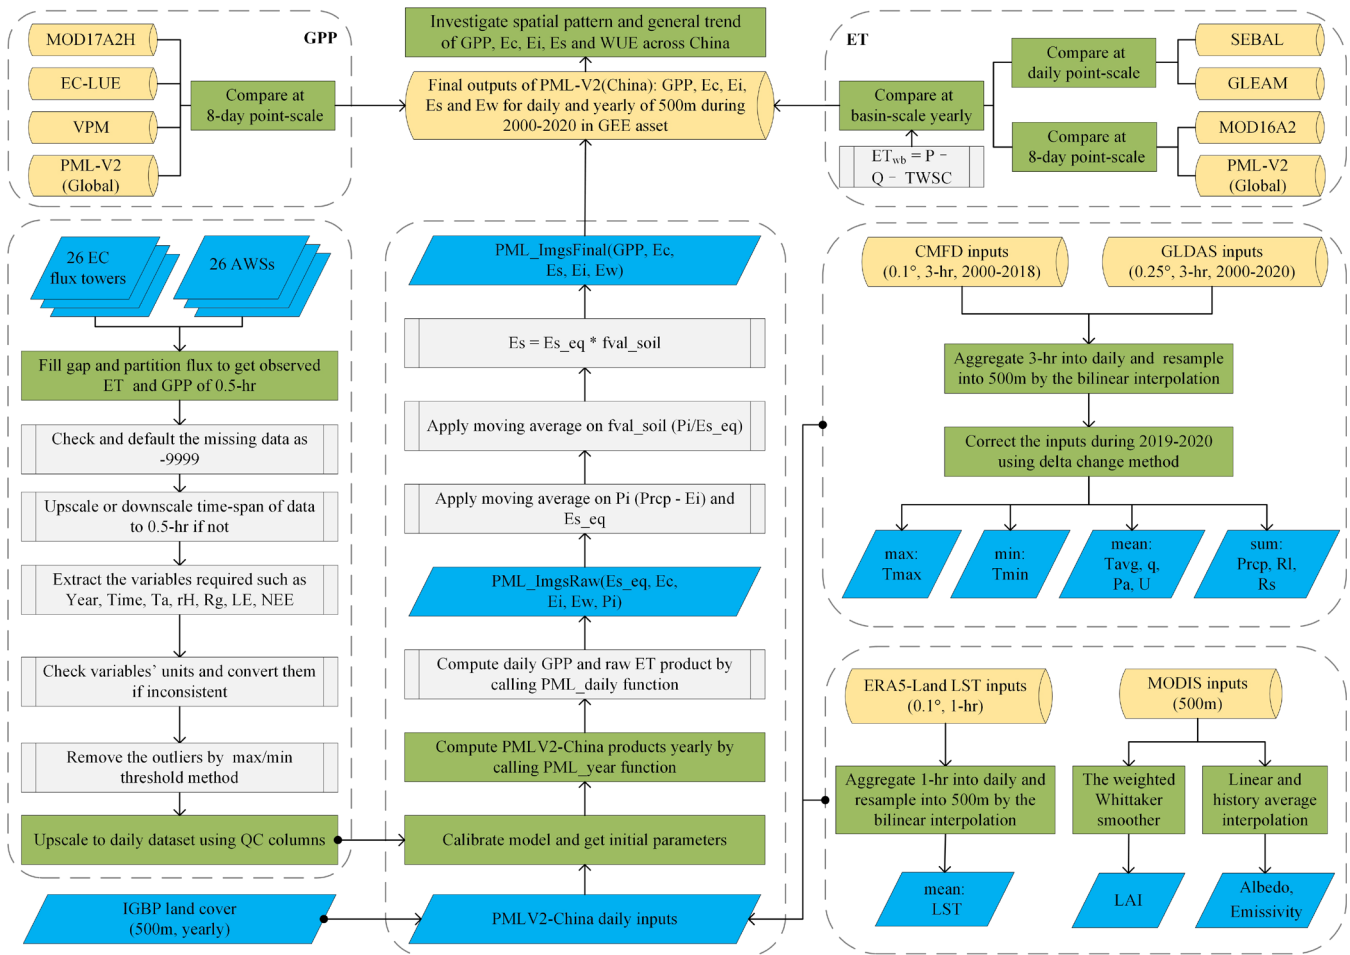 GPP
MOD17A2H
EC-LUE
VPM
PML-V2
(Global)
Compare at
8-day point-scale
Investigate spatial pattern and general trend
of GPP, Ec, Ei, Es and WUE across China
Final outputs of PML-V2(China): GPP, Ec, Ei,
Es and Ew for daily and yearly of 500m during
2000-2020 in GEE asset
ET
Compare at
basin-scale yearly
ETwb = P −
Q − TWSC
Compare at
daily point-scale
Compare at
8-day point-scale
SEBAL
GLEAM
MOD16A2
PML-V2
(Global)
26 EC
flux towers
26 AWSs
Fill gap and partition flux to get observed
ET and GPP of 0.5-hr
Check and default the missing data as
-9999
Upscale or downscale time-span of data
to 0.5-hr if not
Extract the variables required such as
Year, Time, Ta, rH, Rg, LE, NEE
Check variables' units and convert them
if inconsistent
Remove the outliers by max/min
threshold method
Upscale to daily dataset using QC columns
IGBP land cover
(500m, yearly)
PML_ImgsFinal(GPP, Ec,
Es, Ei, Ew)
Es = Es_eq * fval_soil
Apply moving average on fval_soil (Pi/Es_eq)
Apply moving average on Pi (Prcp - Ei) and
Es_eq
PML_ImgsRaw(Es_eq, Ec,
Ei, Ew, Pi)
Compute daily GPP and raw ET product by
calling PML_daily function
Compute PMLV2-China products yearly by
calling PML_year function
Calibrate model and get initial parameters
PMLV2-China daily inputs
CMFD inputs
(0.1°, 3-hr, 2000-2018)
GLDAS inputs
(0.25°, 3-hr, 2000-2020)
Aggregate 3-hr into daily and resample
into 500m by the bilinear interpolation
Correct the inputs during 2019-2020
using delta change method
max:
Tmax
min:
Tmin
mean:
Tavg, q,
Pa, U
sum:
Prcp, Rl,
Rs
ERA5-Land LST inputs
(0.1°, 1-hr)
MODIS inputs
(500m)
Aggregate 1-hr into daily and
resample into 500m by the
bilinear interpolation
The weighted
Whittaker
smoother
Linear and
history average
interpolation
mean:
LST
LAI
Albedo,
Emissivity